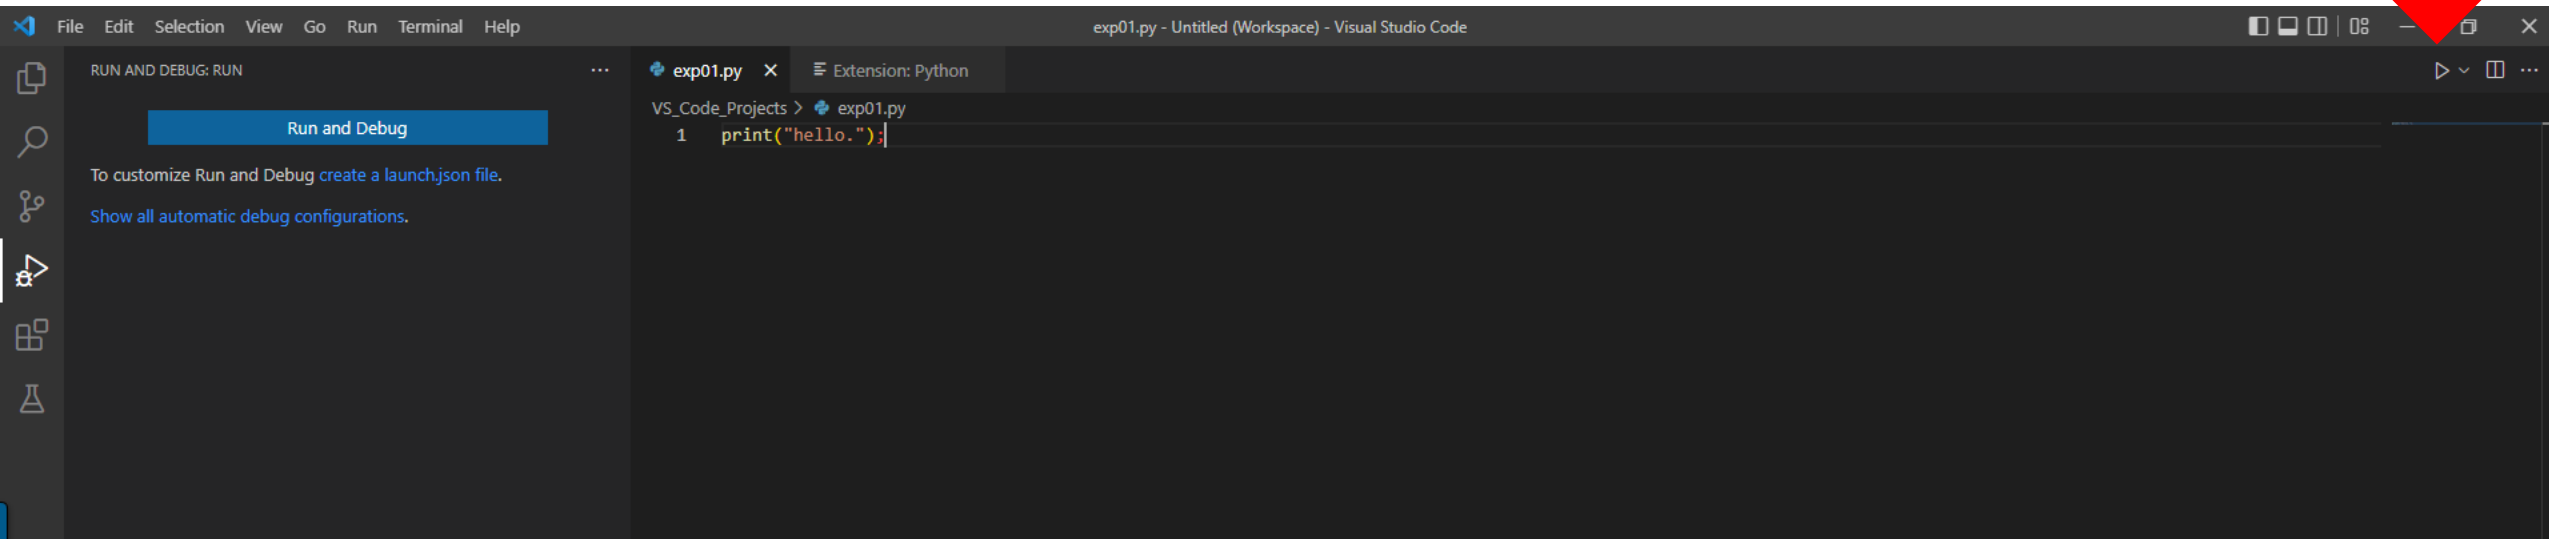 File Edit Selection View Go Run Terminal Help
exp01.py - Untitled (Workspace) - Visual Studio Code
RUN AND DEBUG: RUN
exp01.py
Extension: Python
VS_Code_Projects > exp01.py
Run and Debug
1 print("hello.");
To customize Run and Debug create a launch.json file.
Show all automatic debug configurations.